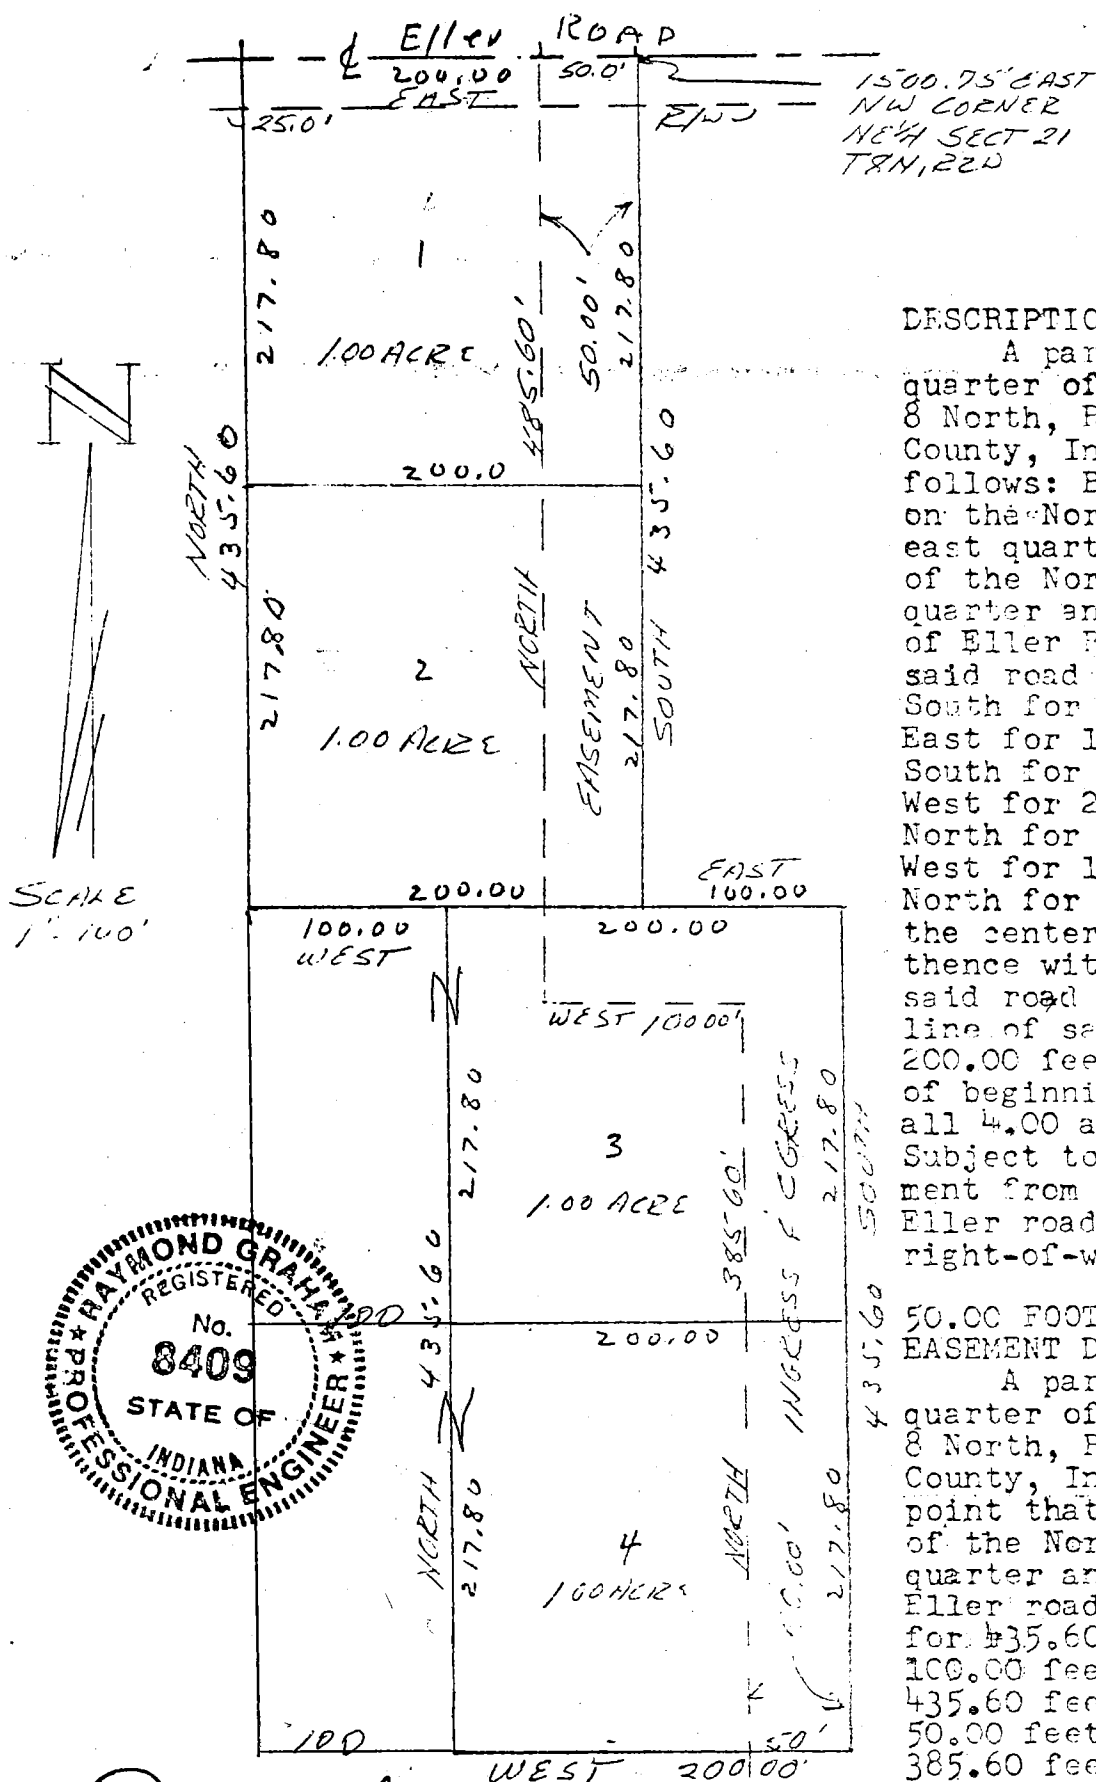 Eller ROAD
200.00
EAST
50.0'
25.0'
R/W
1500.75' EAST
NW CORNER
NE¼ SECT 21
T8N, R2W
217.80
1
1.00 ACRE
485.60'
50.00'
217.80
N
NORTH
435.60
200.0
435.60
SOUTH
217.80
2
1.00 ACRE
NORTH
EASEMENT
217.80
SCALE
1"=100'
200.00
EAST
100.00
100.00
WEST
200.00
WEST 100.00'
217.80
3
1.00 ACRE
385.60'
INGRESS & EGRESS
217.80
SOUTH
435.60
NORTH 435.60
100
200.00
217.80
4
1.00 ACRE
NORTH
50.00'
217.80
100
50'
WEST 200.00'
RAYMOND GRAHAM
REGISTERED
No.
8409
STATE OF
INDIANA
PROFESSIONAL ENGINEER
DESCRIPTIO
A par
quarter of
8 North, R
County, In
follows: B
on the Nor
east quart
of the Nor
quarter an
of Eller R
said road
South for
East for 1
South for
West for 2
North for
West for 1
North for
the center
thence wit
said road
line of sa
200.00 fee
of beginni
all 4.00 a
Subject to
ment from
Eller road
right-of-w
50.00 FOOT
EASEMENT D
A par
quarter of
8 North, R
County, In
point that
of the Nor
quarter an
Eller road
for 435.60
100.00 fee
435.60 fee
50.00 feet
385.60 fee